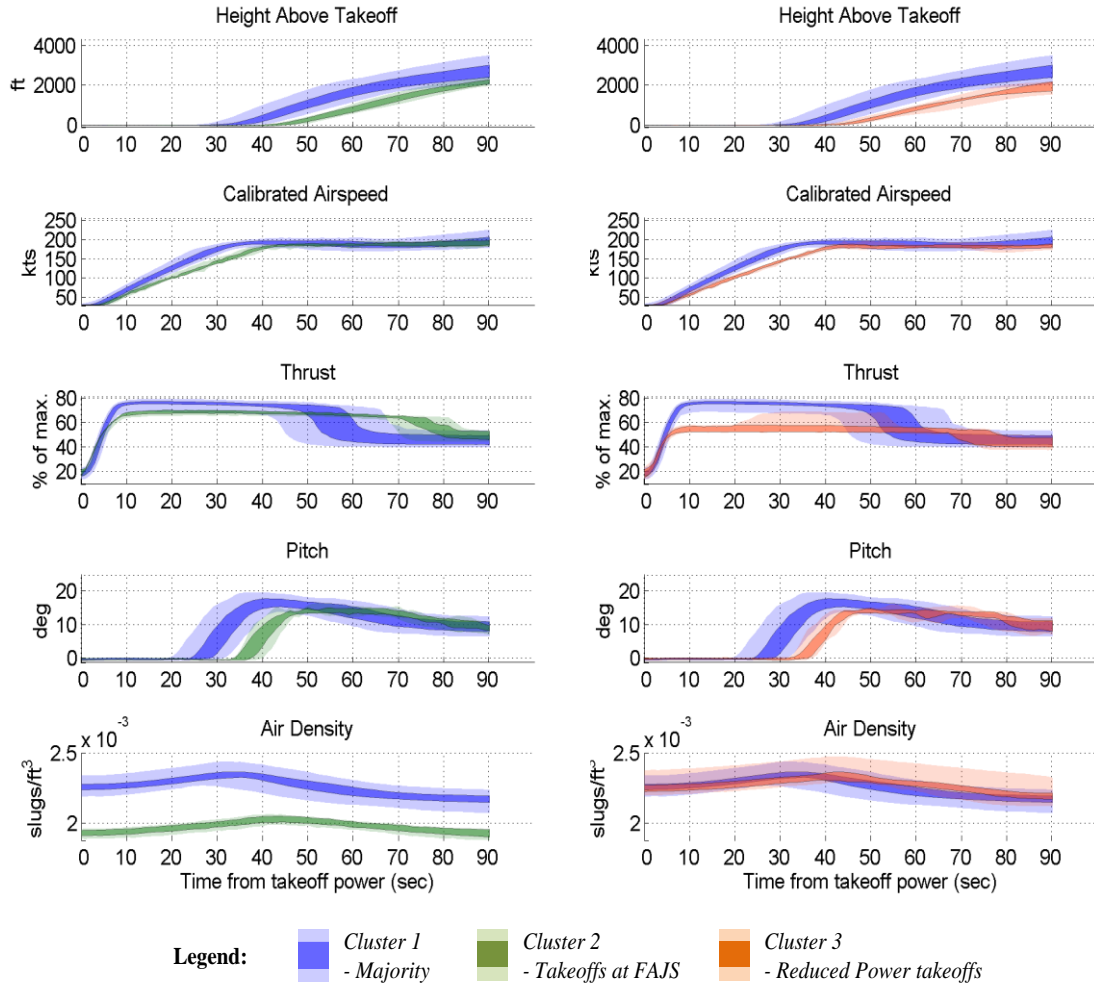 Height Above Takeoff
ft
4000
2000
0
0 10 20 30 40 50 60 70 80 90
Height Above Takeoff
4000
2000
0
0 10 20 30 40 50 60 70 80 90
Calibrated Airspeed
kts
250
200
150
100
50
0 10 20 30 40 50 60 70 80 90
Calibrated Airspeed
kts
250
200
150
100
50
0 10 20 30 40 50 60 70 80 90
Thrust
% of max.
80
60
40
20
0 10 20 30 40 50 60 70 80 90
Thrust
% of max.
80
60
40
20
0 10 20 30 40 50 60 70 80 90
Pitch
deg
20
10
0
0 10 20 30 40 50 60 70 80 90
Pitch
deg
20
10
0
0 10 20 30 40 50 60 70 80 90
Air Density
x 10⁻³
slugs/ft³
2.5
2
0 10 20 30 40 50 60 70 80 90
Time from takeoff power (sec)
Air Density
x 10⁻³
slugs/ft³
2.5
2
0 10 20 30 40 50 60 70 80 90
Time from takeoff power (sec)
Legend:
Cluster 1
- Majority
Cluster 2
- Takeoffs at FAJS
Cluster 3
- Reduced Power takeoffs